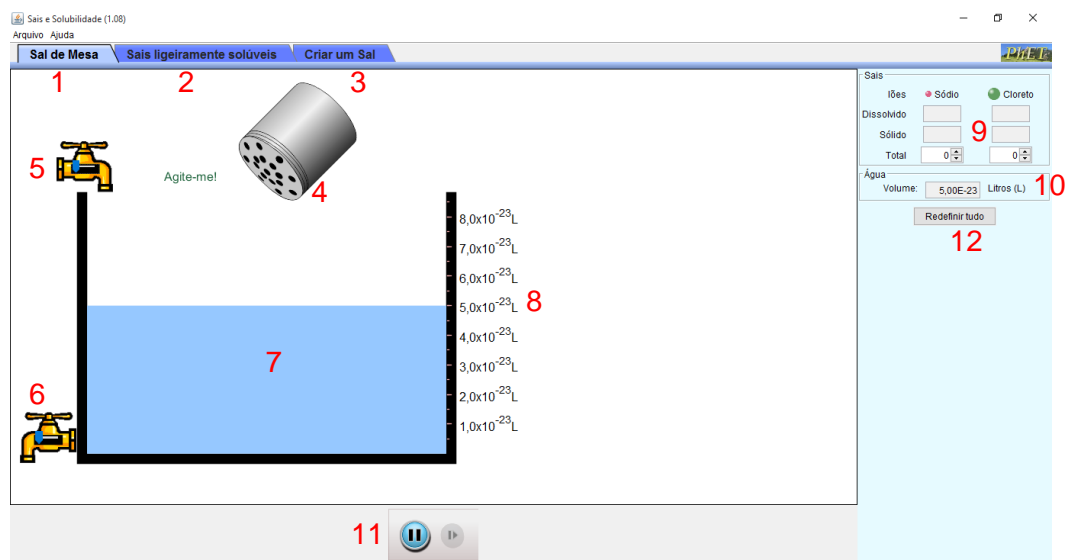 Sais e Solubilidade (1.08)
Arquivo Ajuda
Sal de Mesa Sais ligeiramente solúveis Criar um Sal
PhET
1 2 3
Sais
Iões Sódio Cloreto
Dissolvido
Sólido 9
Total 0 0
5
Agite-me!
4
Água
Volume: 5,00E-23 Litros (L) 10
Redefinir tudo
12
8,0x10⁻²³L
7,0x10⁻²³L
6,0x10⁻²³L
5,0x10⁻²³L 8
4,0x10⁻²³L
3,0x10⁻²³L
2,0x10⁻²³L
1,0x10⁻²³L
7
6
11